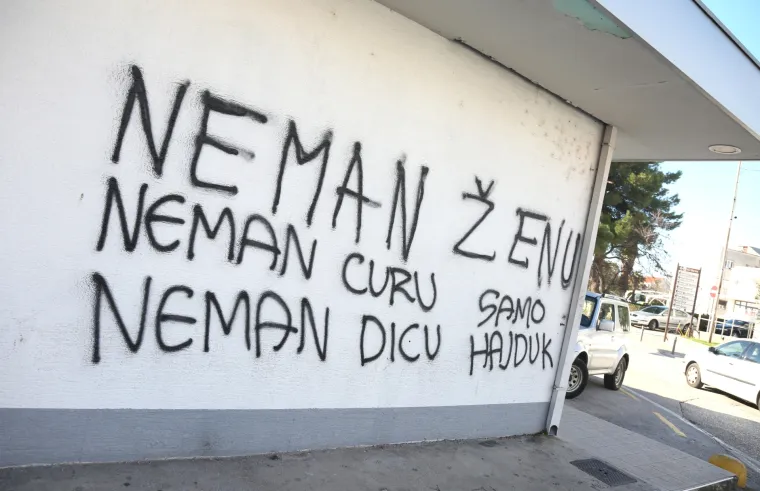 NEMAN ŽENU
NEMAN CURU SAMO
NEMAN DICU HAJDUK